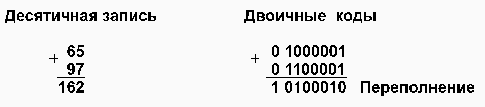 Десятичная запись Двоичные коды
+ 65 + 0 1000001
97 0 1100001
162 1 0100010 Переполнение